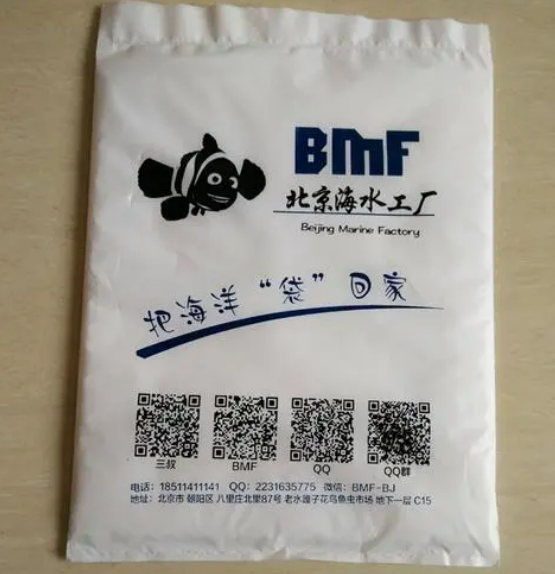 BMF
北京海水工厂
Beijing Marine Factory
把海洋“袋”回家
三叔 BMF QQ QQ群
电话：18511411141 QQ：2231635775 微信：BMF-BJ
地址：北京市 朝阳区 八里庄北里87号 老水碓子花鸟鱼虫市场 地下一层 C15